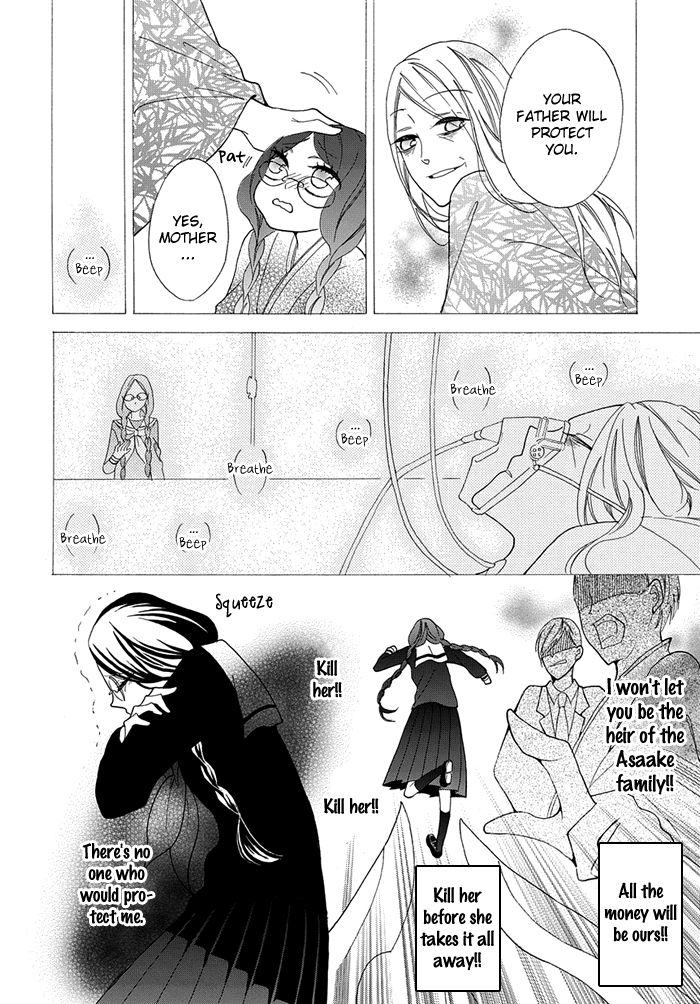 YOUR
FATHER WILL
PROTECT
YOU.
Pat
YES,
MOTHER
...
...
Beep
...
Beep
Breathe
...
Beep
Breathe
...
Beep
Breathe
I won't let
you be the
heir of the
Asaake
family!!
Squeeze
Kill
her!!
Kill her!!
All the
money will
be ours!!
Kill her
before she
takes it all
away!!
There's no
one who
would pro-
tect me.